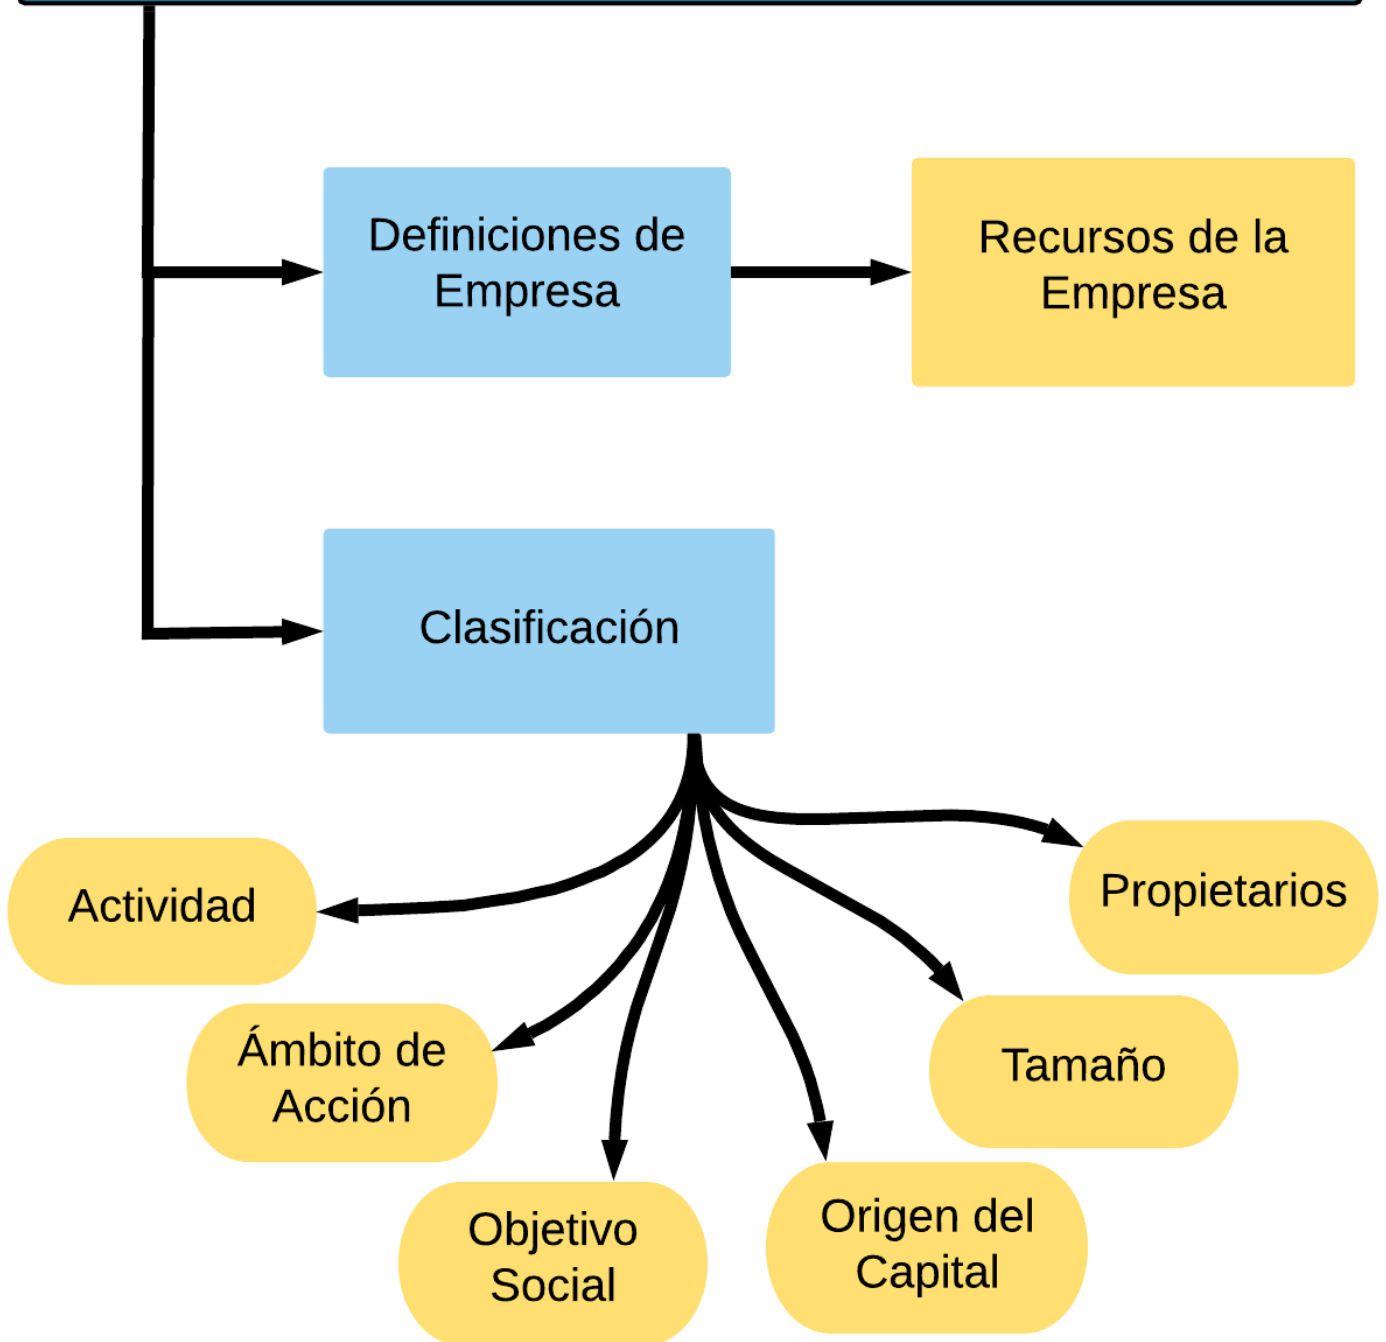 Definiciones de
Empresa
Recursos de la
Empresa
Clasificación
Actividad
Propietarios
Ámbito de
Acción
Tamaño
Objetivo
Social
Origen del
Capital